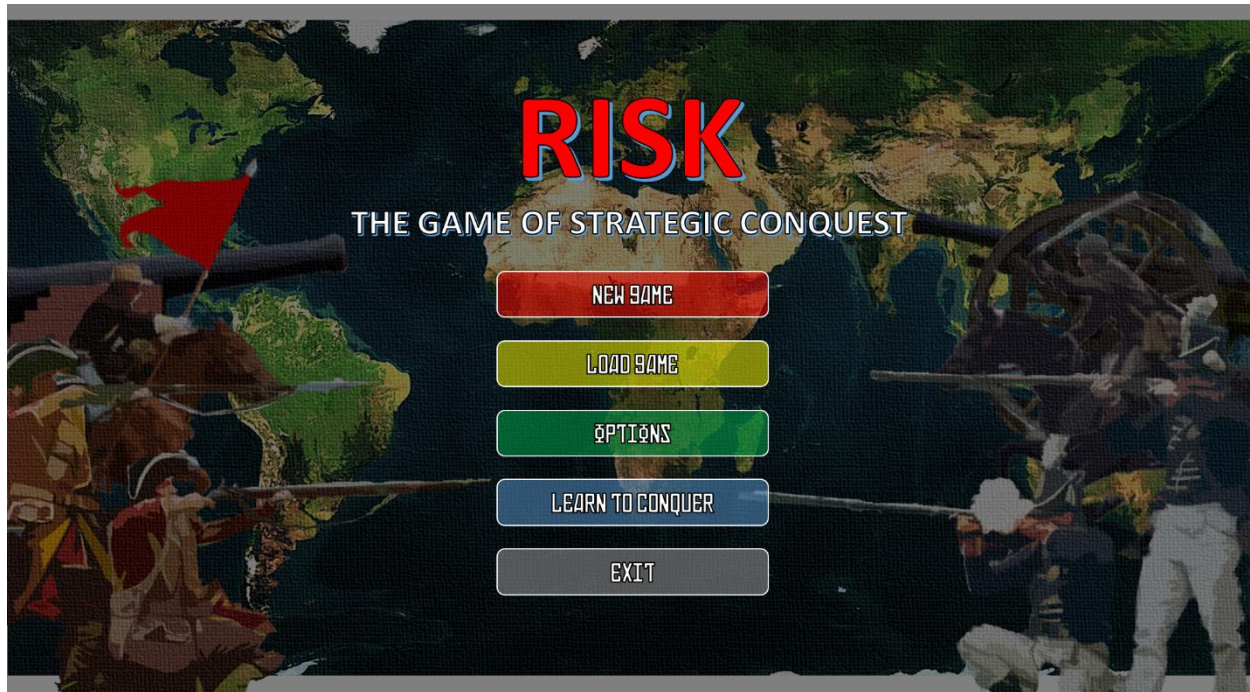 RISK
THE GAME OF STRATEGIC CONQUEST
NEW GAME
LOAD GAME
OPTIONS
LEARN TO CONQUER
EXIT